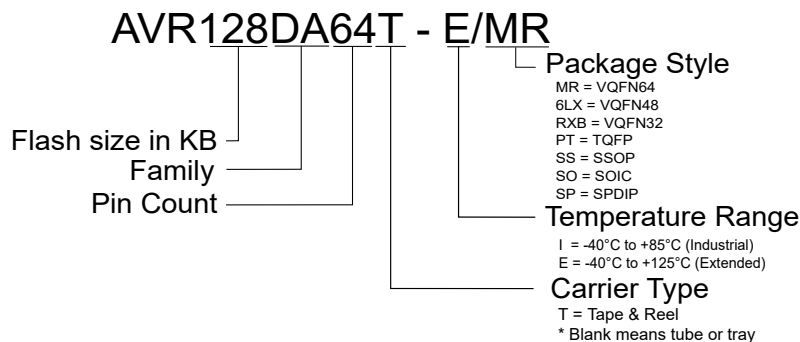 AVR128DA64T - E/MR
Package Style
MR = VQFN64
6LX = VQFN48
RXB = VQFN32
PT = TQFP
SS = SSOP
SO = SOIC
SP = SPDIP
Flash size in KB
Family
Pin Count
Temperature Range
I = -40°C to +85°C (Industrial)
E = -40°C to +125°C (Extended)
Carrier Type
T = Tape & Reel
* Blank means tube or tray